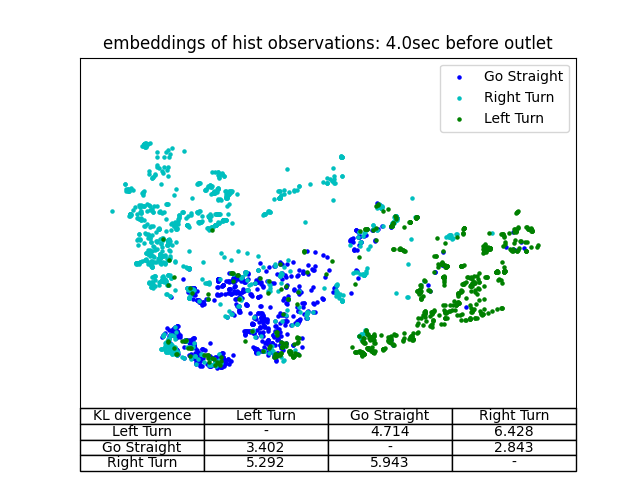 embeddings of hist observations: 4.0sec before outlet
Go Straight
Right Turn
Left Turn
KL divergence Left Turn Go Straight Right Turn
Left Turn - 4.714 6.428
Go Straight 3.402 - 2.843
Right Turn 5.292 5.943 -